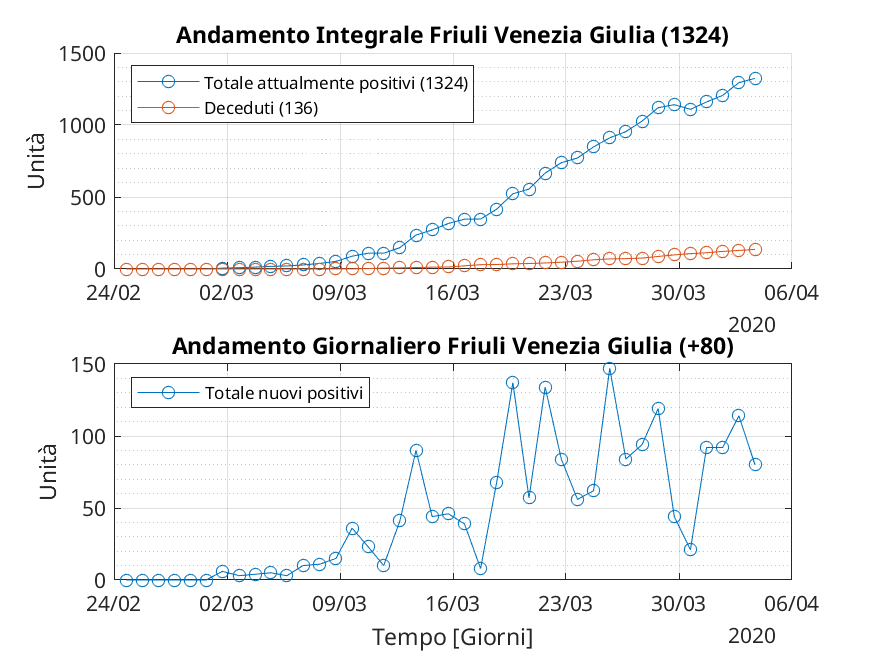 Andamento Integrale Friuli Venezia Giulia (1324)
1500
1000
500
0
Unità
Totale attualmente positivi (1324)
Deceduti (136)
24/02 02/03 09/03 16/03 23/03 30/03 06/04
2020
Andamento Giornaliero Friuli Venezia Giulia (+80)
150
100
50
0
Unità
Totale nuovi positivi
24/02 02/03 09/03 16/03 23/03 30/03 06/04
Tempo [Giorni]
2020